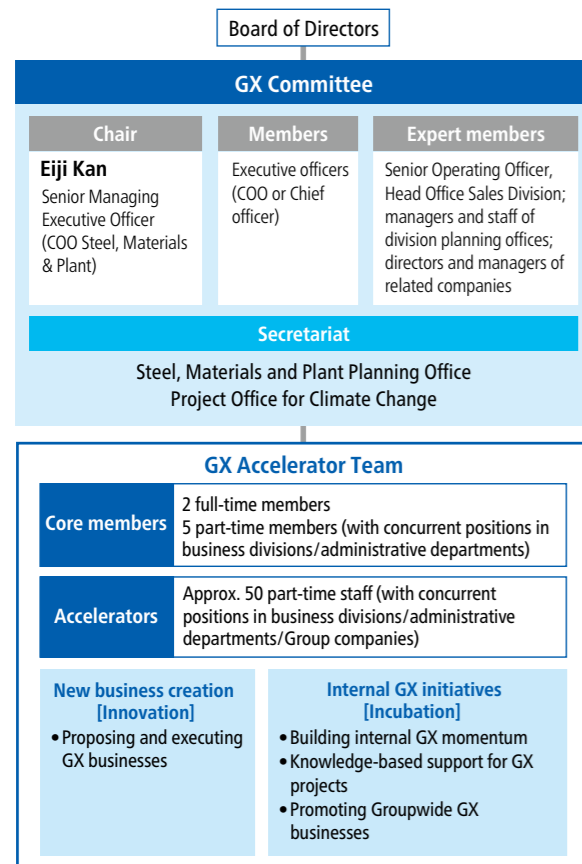 Board of Directors
GX Committee
Chair
Eiji Kan
Senior Managing
Executive Officer
(COO Steel, Materials
& Plant)
Members
Executive officers
(COO or Chief
officer)
Expert members
Senior Operating Officer,
Head Office Sales Division;
managers and staff of
division planning offices;
directors and managers of
related companies
Secretariat
Steel, Materials and Plant Planning Office
Project Office for Climate Change
GX Accelerator Team
Core members
2 full-time members
5 part-time members (with concurrent positions in
business divisions/administrative departments)
Accelerators
Approx. 50 part-time staff (with concurrent
positions in business divisions/administrative
departments/Group companies)
New business creation
[Innovation]
• Proposing and executing
GX businesses
Internal GX initiatives
[Incubation]
• Building internal GX momentum
• Knowledge-based support for GX
projects
• Promoting Groupwide GX
businesses